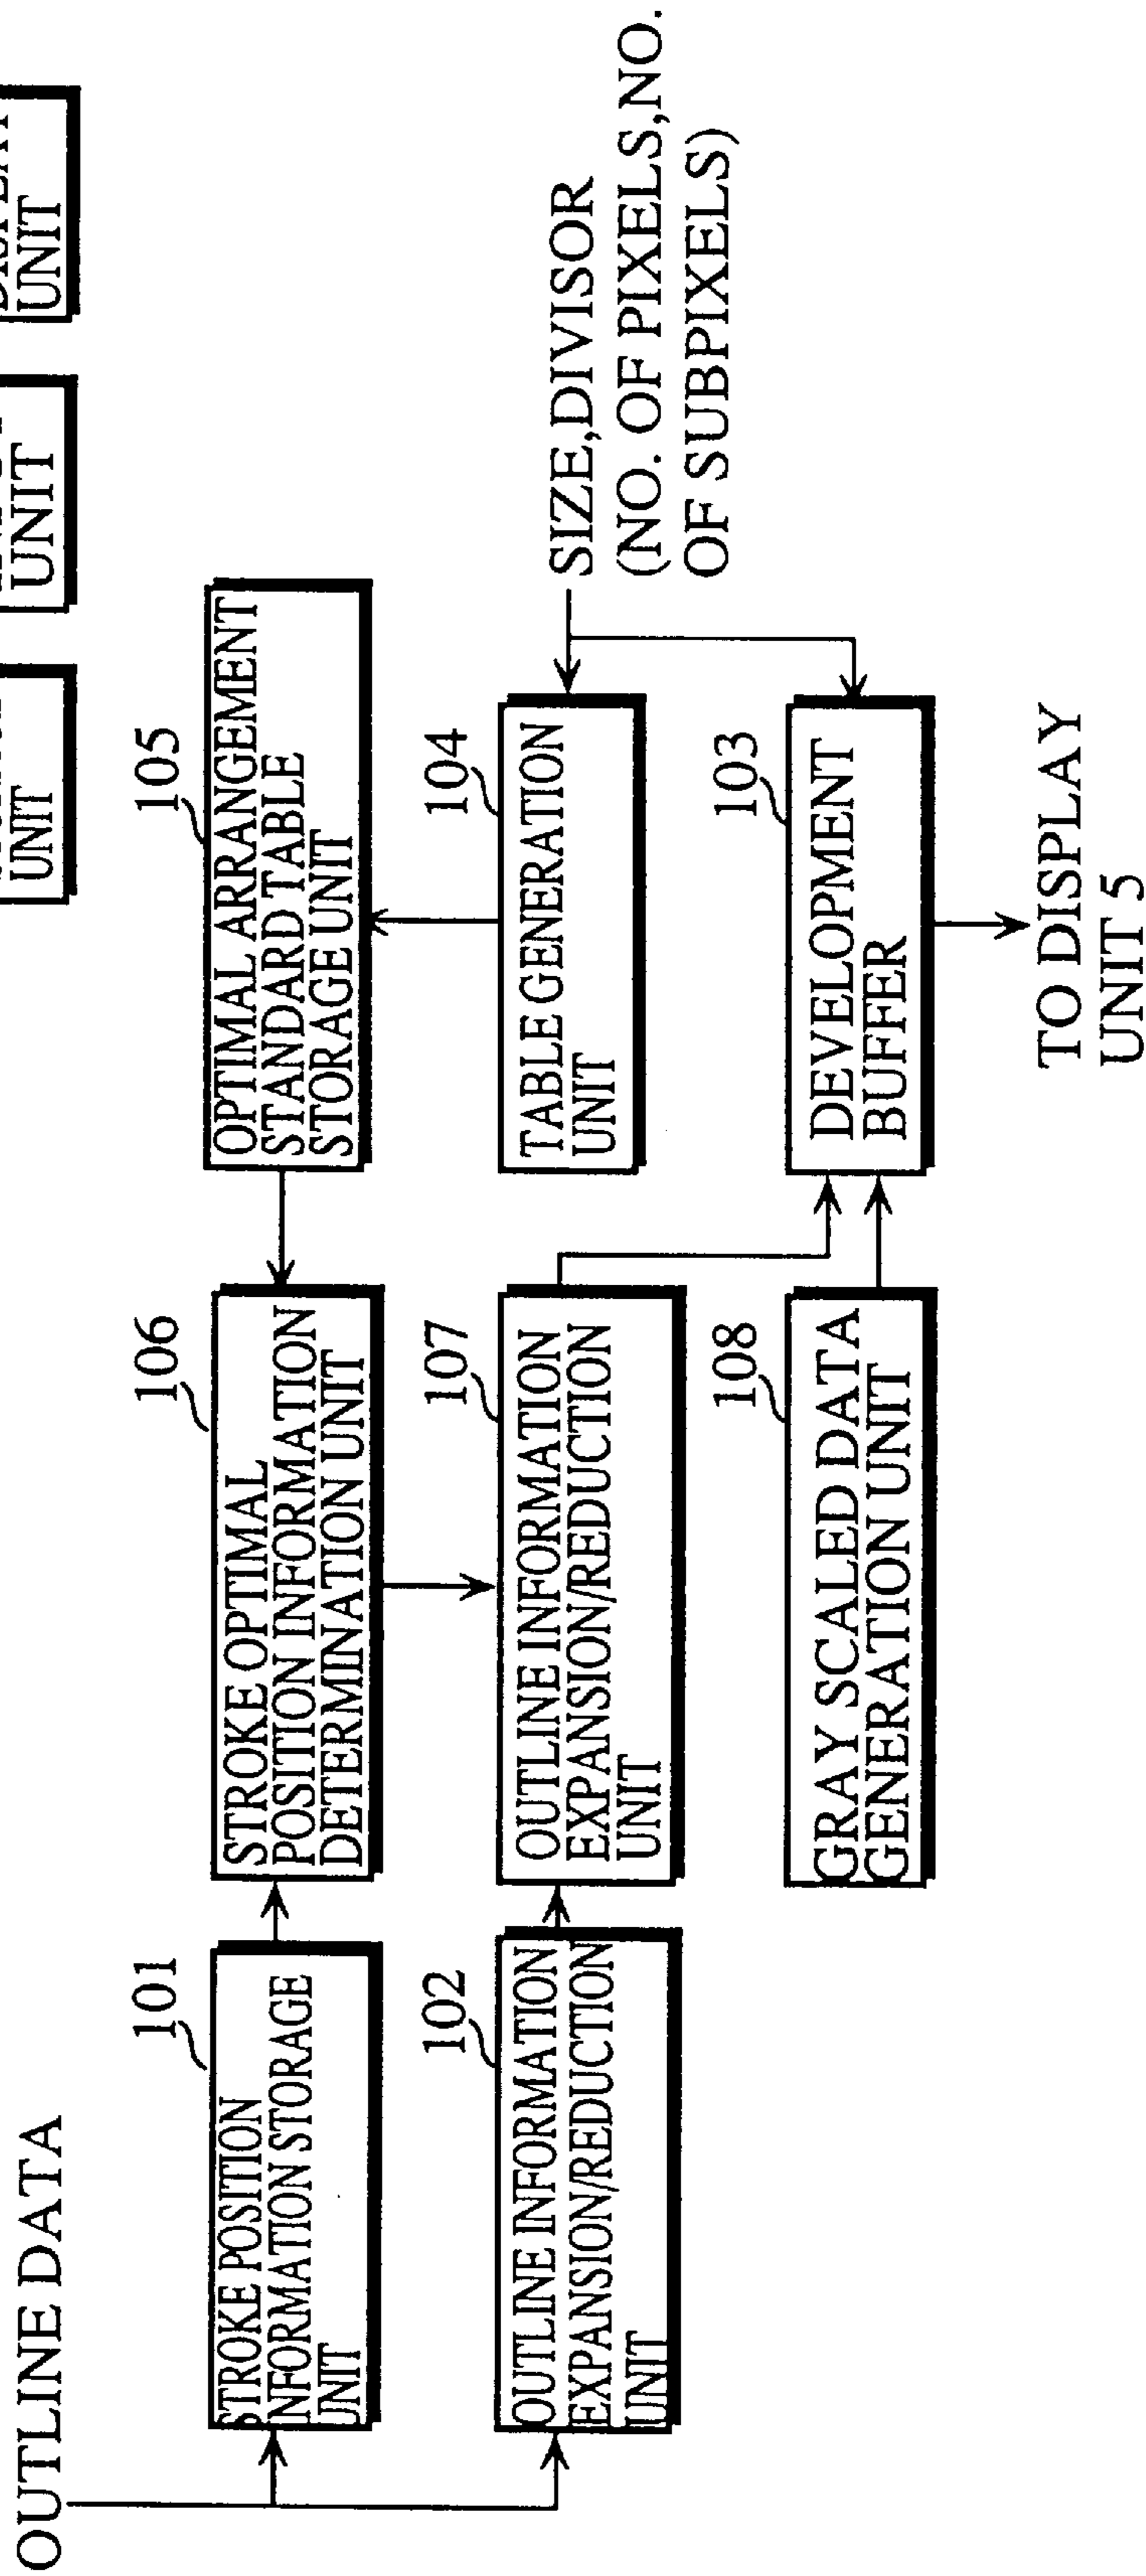 UNIT
UNIT
UNIT
OUTLINE DATA
101
STROKE POSITION
INFORMATION STORAGE
UNIT
106
STROKE OPTIMAL
POSITION INFORMATION
DETERMINATION UNIT
105
OPTIMAL ARRANGEMENT
STANDARD TABLE
STORAGE UNIT
102
OUTLINE INFORMATION
EXPANSION/REDUCTION
UNIT
107
OUTLINE INFORMATION
EXPANSION/REDUCTION
UNIT
104
TABLE GENERATION
UNIT
SIZE,DIVISOR
(NO. OF PIXELS,NO.
OF SUBPIXELS)
108
GRAY SCALED DATA
GENERATION UNIT
103
DEVELOPMENT
BUFFER
TO DISPLAY
UNIT 5